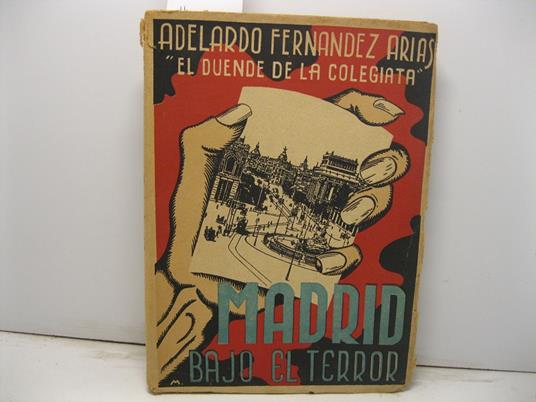 ADELARDO FERNANDEZ ARIAS
"EL DUENDE DE LA COLEGIATA"
MADRID
BAJO EL TERROR
M.